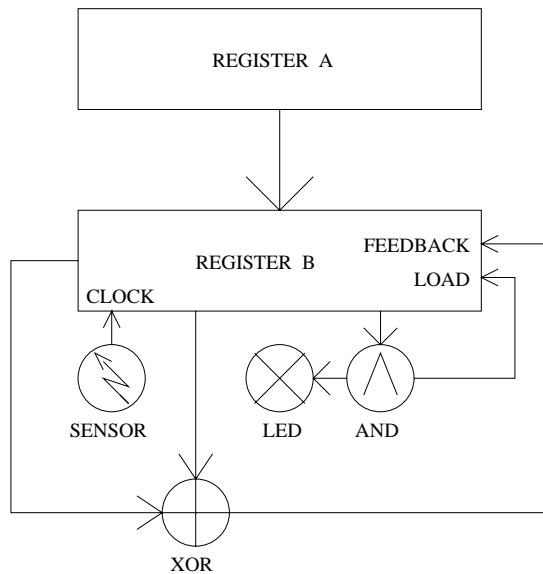 REGISTER A
FEEDBACK
REGISTER B
LOAD
CLOCK
SENSOR
LED
AND
XOR